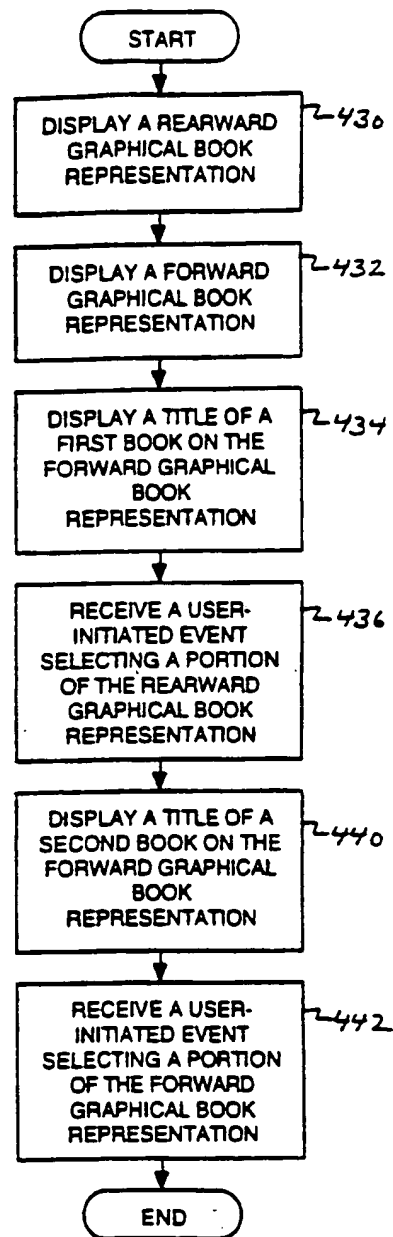 START
DISPLAY A REARWARD
GRAPHICAL BOOK
REPRESENTATION
430
DISPLAY A FORWARD
GRAPHICAL BOOK
REPRESENTATION
432
DISPLAY A TITLE OF A
FIRST BOOK ON THE
FORWARD GRAPHICAL
BOOK
REPRESENTATION
434
RECEIVE A USER-
INITIATED EVENT
SELECTING A PORTION
OF THE REARWARD
GRAPHICAL BOOK
REPRESENTATION
436
DISPLAY A TITLE OF A
SECOND BOOK ON THE
FORWARD GRAPHICAL
BOOK
REPRESENTATION
440
RECEIVE A USER-
INITIATED EVENT
SELECTING A PORTION
OF THE FORWARD
GRAPHICAL BOOK
REPRESENTATION
442
END